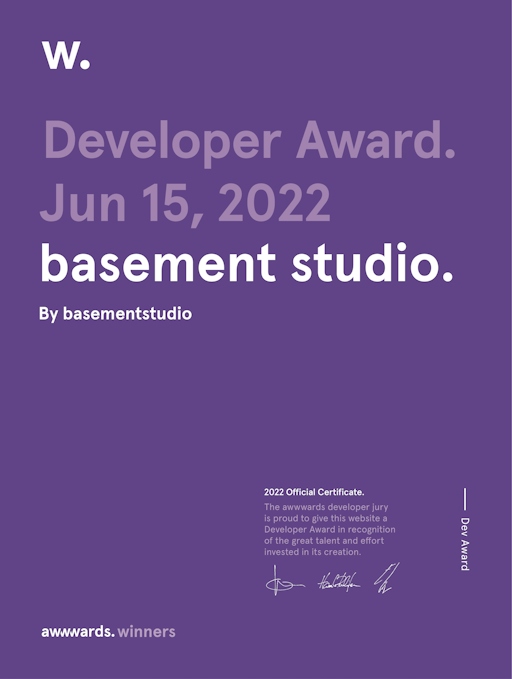 w.
Developer Award.
Jun 15, 2022
basement studio.
By basementstudio
2022 Official Certificate.
The awwwards developer jury
is proud to give this website a
Developer Award in recognition
of the great talent and effort
invested in its creation.
Dev Award
awwwards.winners